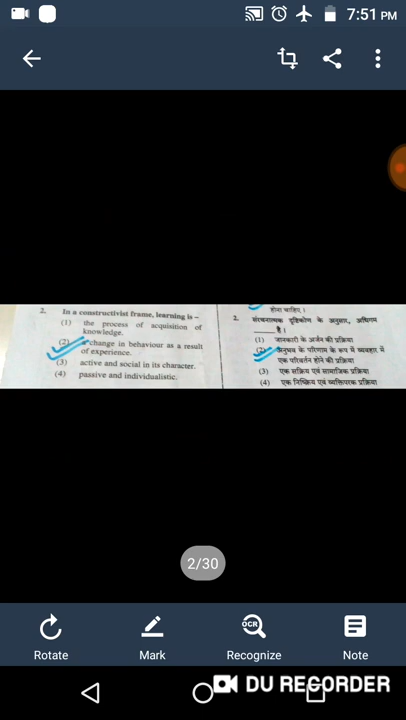 7:51 PM
2. In a constructivist frame, learning is –
(1) the process of acquisition of
knowledge.
(2) a change in behaviour as a result
of experience.
(3) active and social in its character.
(4) passive and individualistic.
होना चाहिए।
2. संरचनात्मक दृष्टिकोण के अनुसार, अधिगम
______ है।
(1) जानकारी के अर्जन की प्रक्रिया
(2) अनुभव के परिणाम के रूप में व्यवहार में
एक परिवर्तन होने की प्रक्रिया
(3) एक सक्रिय एवं सामाजिक प्रक्रिया
(4) एक निष्क्रिय एवं व्यक्तिपरक प्रक्रिया
2/30
OCR
Rotate Mark Recognize Note
DU RECORDER